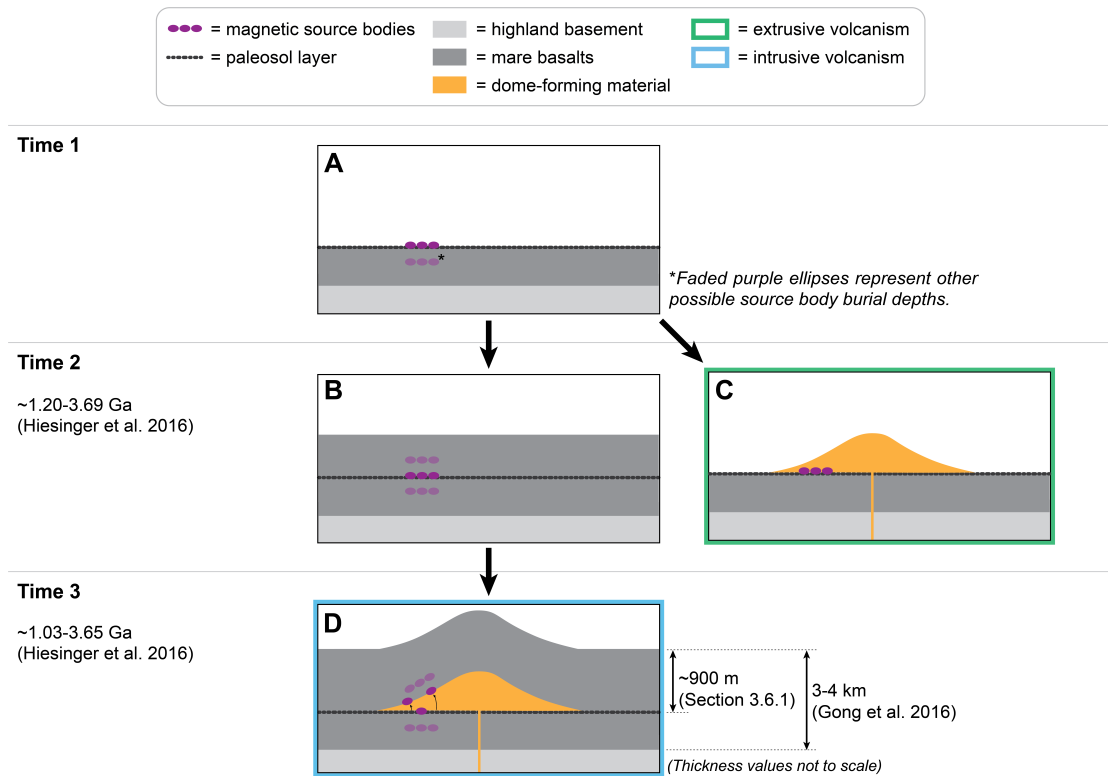 = magnetic source bodies
= paleosol layer
= highland basement
= mare basalts
= dome-forming material
= extrusive volcanism
= intrusive volcanism
Time 1
A
*
*Faded purple ellipses represent other
possible source body burial depths.
Time 2
~1.20-3.69 Ga
(Hiesinger et al. 2016)
B
C
Time 3
~1.03-3.65 Ga
(Hiesinger et al. 2016)
D
~900 m
(Section 3.6.1)
3-4 km
(Gong et al. 2016)
(Thickness values not to scale)